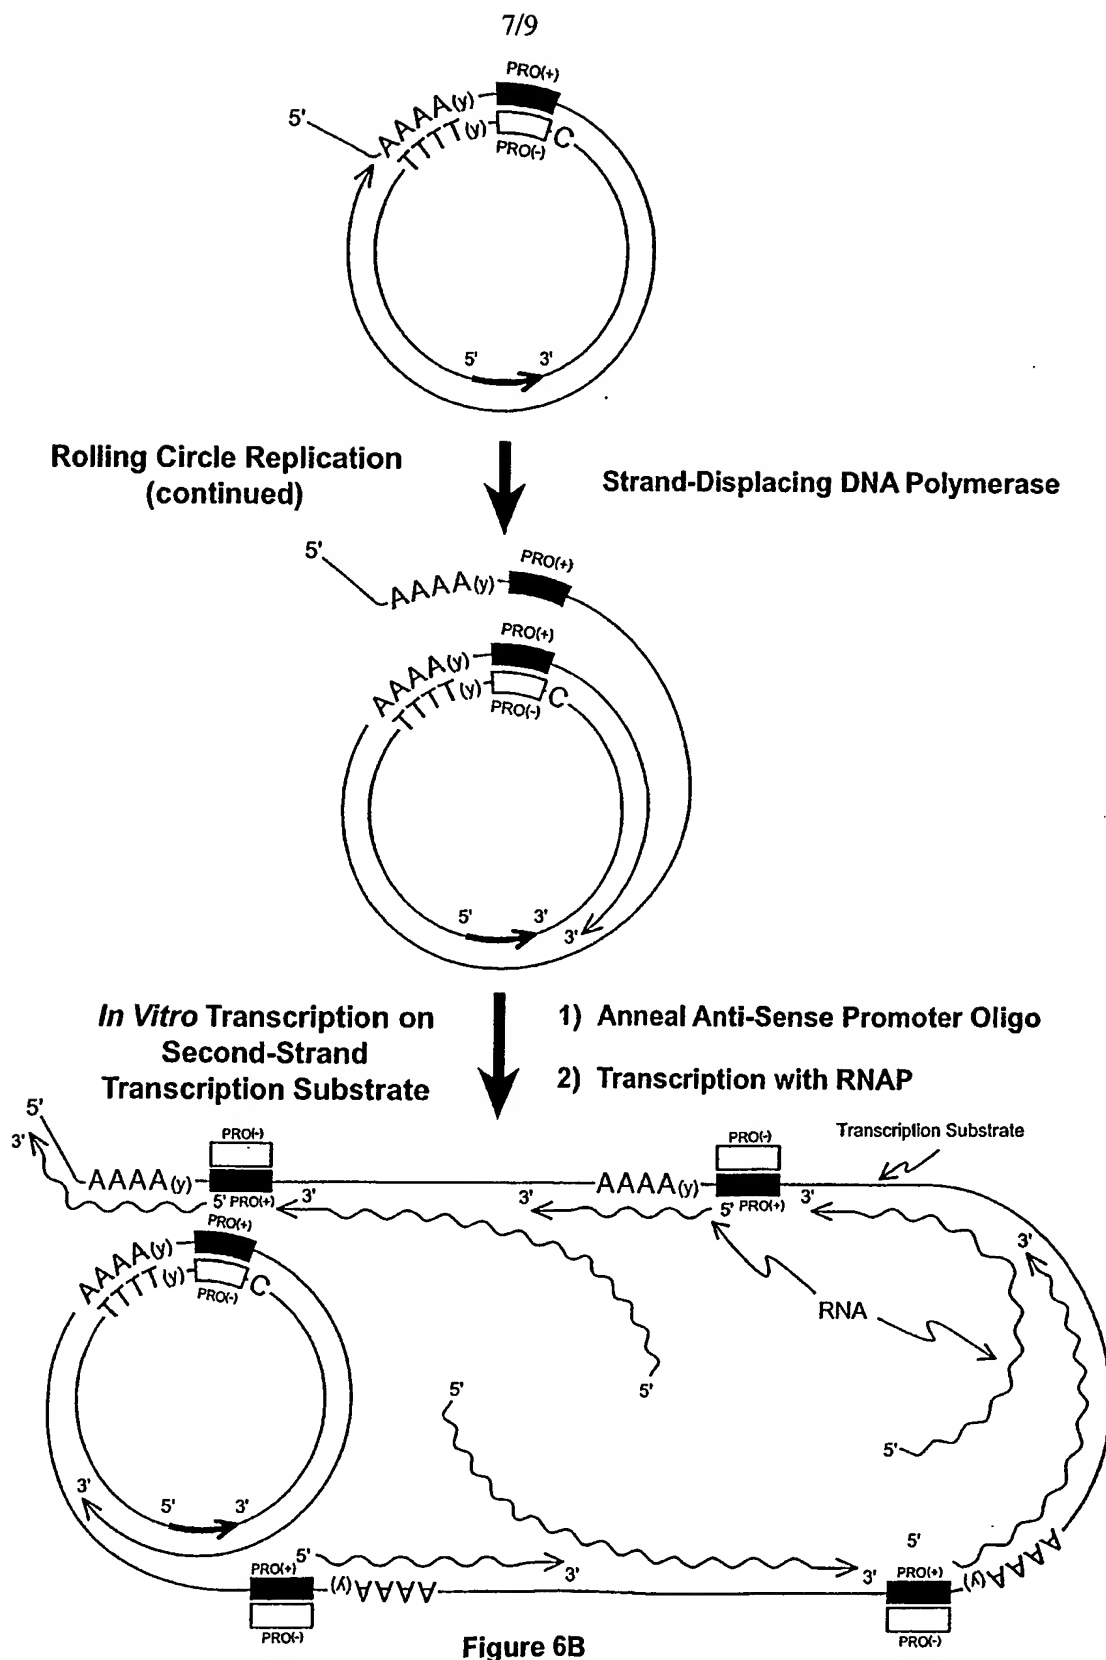 7/9
PRO(+)
5'
AAAA(y)
TTTT(y)
C
PRO(-)
5' 3'
Rolling Circle Replication
(continued)
Strand-Displacing DNA Polymerase
5'
PRO(+)
AAAA(y)
PRO(+)
AAAA(y)
TTTT(y)
C
PRO(-)
5' 3' 3'
In Vitro Transcription on
Second-Strand
Transcription Substrate
1) Anneal Anti-Sense Promoter Oligo
2) Transcription with RNAP
5'
3'
PRO(-)
PRO(-)
Transcription Substrate
AAAA(y)
AAAA(y)
5' PRO(+) 3'
3'
5' PRO(+) 3'
PRO(+)
3'
AAAA(y)
TTTT(y)
C
PRO(-)
RNA
5'
5'
5'
3'
5' 3'
5'
PRO(+) 5'
3'
3' PRO(+)
AAAA(y)
AAAA(y)
PRO(-)
PRO(-)
Figure 6B